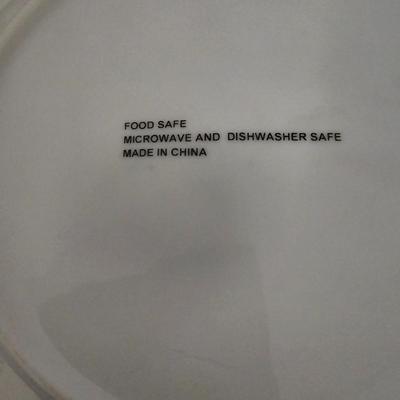 FOOD SAFE
MICROWAVE AND DISHWASHER SAFE
MADE IN CHINA